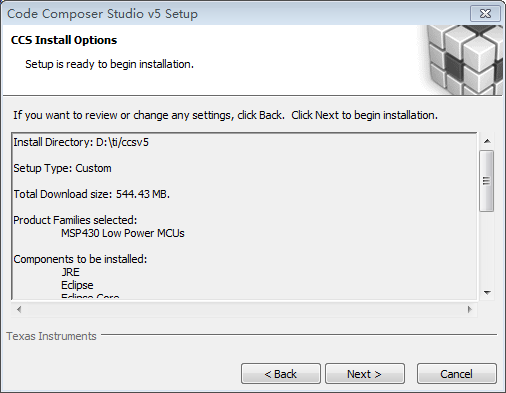 Code Composer Studio v5 Setup
CCS Install Options
Setup is ready to begin installation.
If you want to review or change any settings, click Back. Click Next to begin installation.
Install Directory: D:\ti/ccsv5
Setup Type: Custom
Total Download size: 544.43 MB.
Product Families selected:
MSP430 Low Power MCUs
Components to be installed:
JRE
Eclipse
Eclipse Core
Texas Instruments
< Back
Next >
Cancel